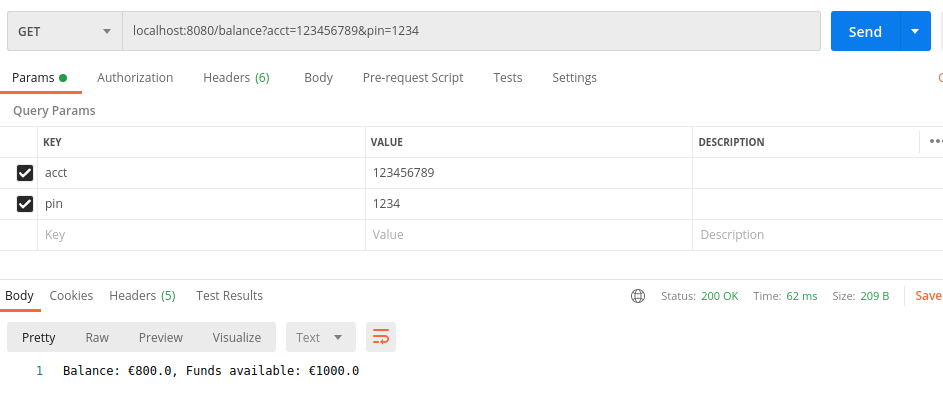 GET localhost:8080/balance?acct=123456789&pin=1234 Send
Params Authorization Headers (6) Body Pre-request Script Tests Settings
Query Params
KEY VALUE DESCRIPTION
acct 123456789
pin 1234
Key Value Description
Body Cookies Headers (5) Test Results Status: 200 OK Time: 62 ms Size: 209 B Save
Pretty Raw Preview Visualize Text
1 Balance: €800.0, Funds available: €1000.0